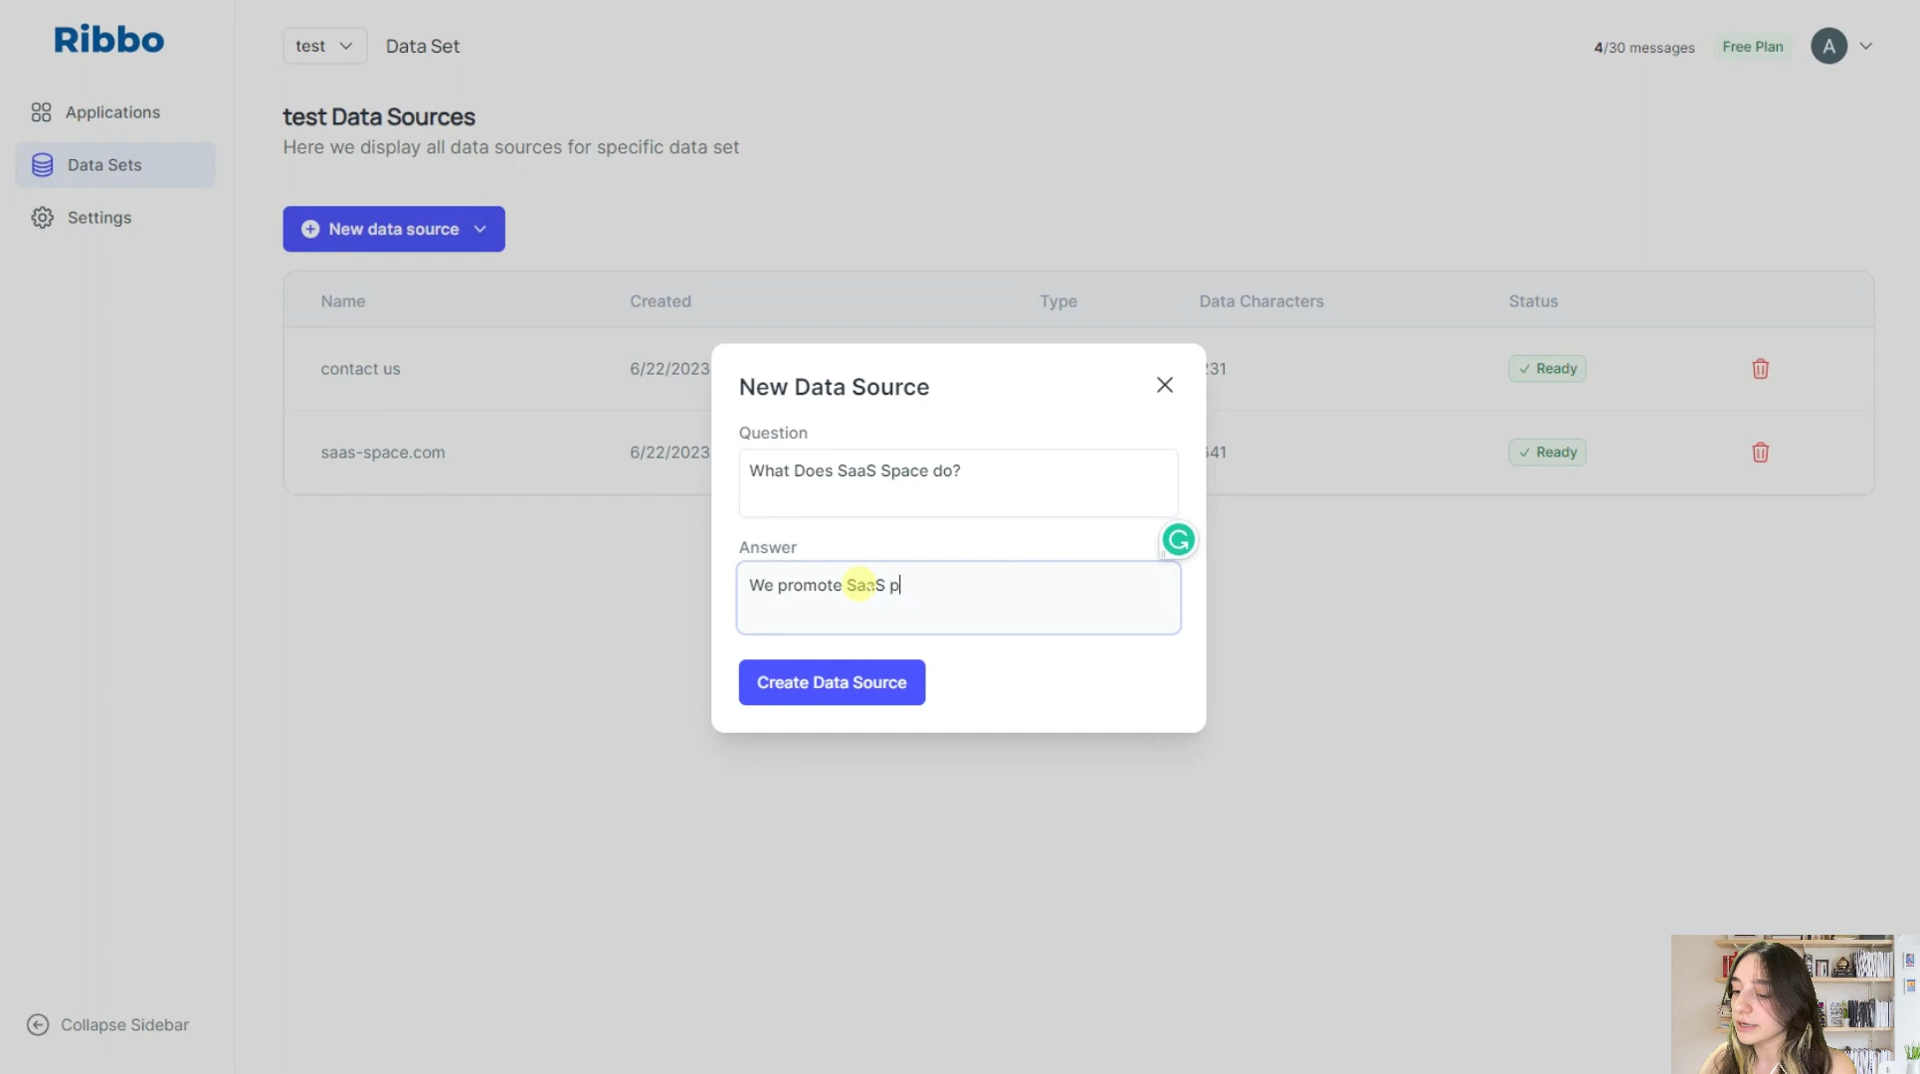 Ribbo
test
Data Set
4/30 messages
Free Plan
A
Applications
Data Sets
Settings
test Data Sources
Here we display all data sources for specific data set
New data source
Name
Created
Type
Data Characters
Status
contact us
6/22/2023
231
Ready
saas-space.com
6/22/2023
Ready
New Data Source
Question
What Does SaaS Space do?
Answer
We promote SaaS p
Create Data Source
Collapse Sidebar